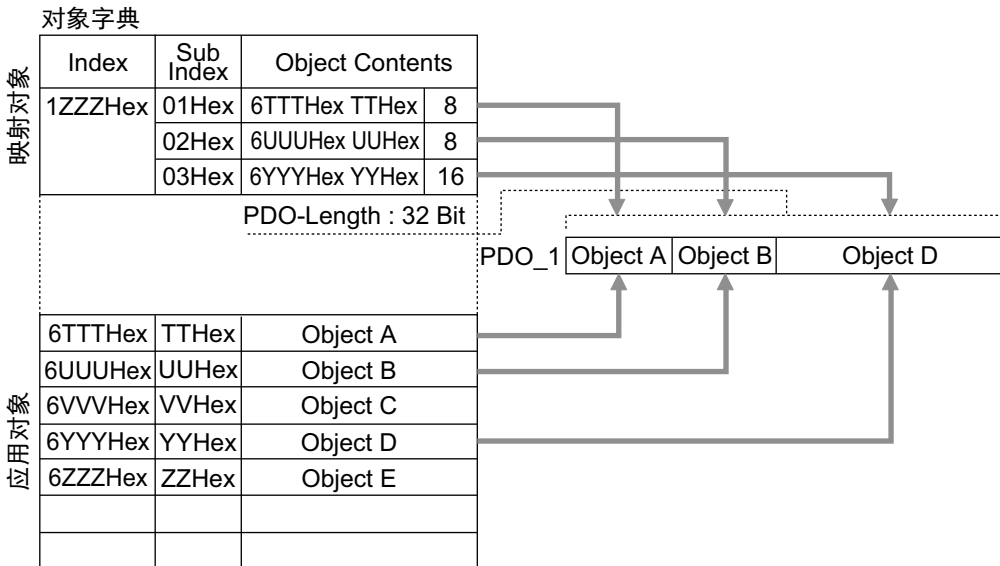 对象字典
映射对象
Index Sub Index Object Contents
1ZZZHex 01Hex 6TTTHex TTHex 8
02Hex 6UUUHex UUHex 8
03Hex 6YYYHex YYHex 16
PDO-Length : 32 Bit
PDO_1 Object A Object B Object D
应用对象
6TTTHex TTHex Object A
6UUUHex UUHex Object B
6VVVHex VVHex Object C
6YYYHex YYHex Object D
6ZZZHex ZZHex Object E